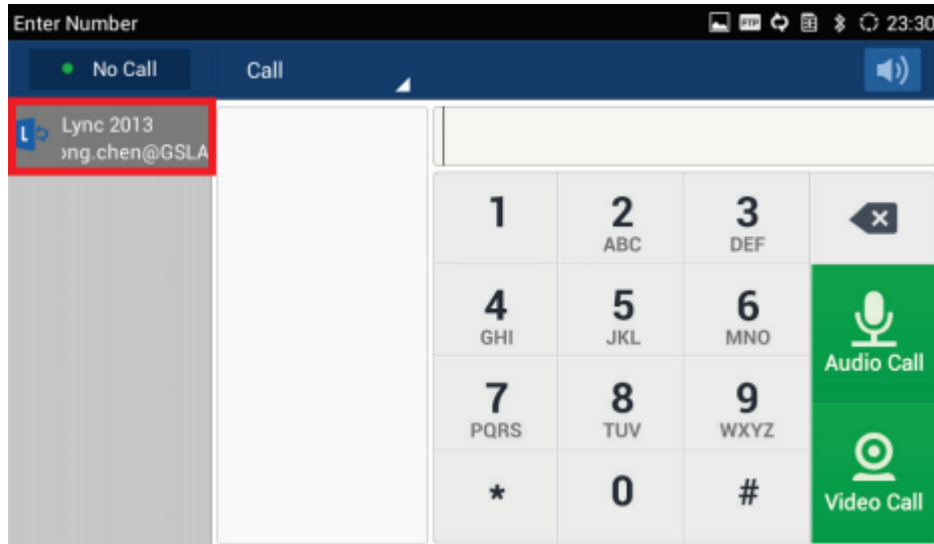 Enter Number
FTP
23:30
No Call
Call
L
Lync 2013
ong.chen@GSLA
1
2
ABC
3
DEF
4
GHI
5
JKL
6
MNO
Audio Call
7
PQRS
8
TUV
9
WXYZ
*
0
#
Video Call